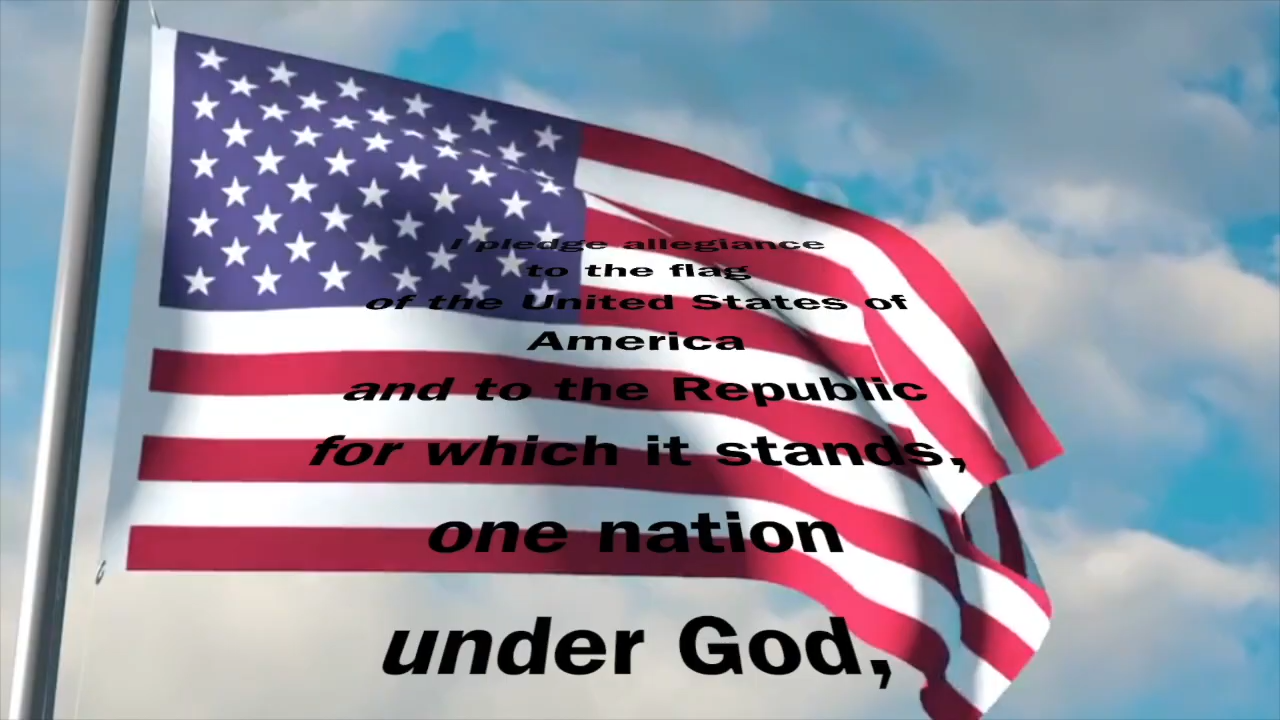 I pledge allegiance
to the flag
of the United States of
America
and to the Republic
for which it stands,
one nation
under God,